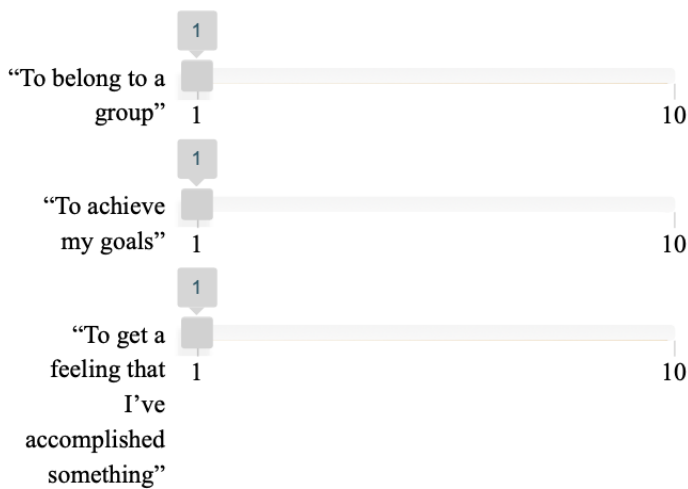 1
“To belong to a
group”
1 10
1
“To achieve
my goals”
1 10
1
“To get a
feeling that
I’ve
accomplished
something”
1 10